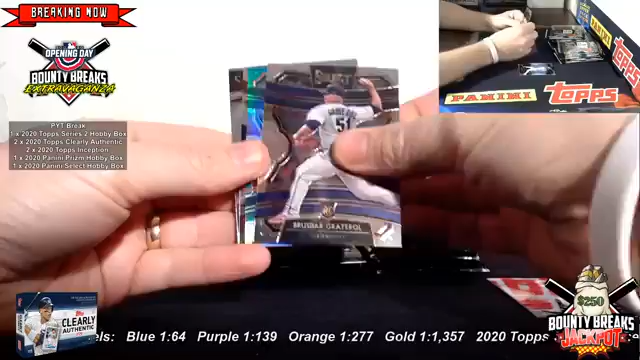 BREAKING NOW
OPENING DAY
BOUNTY BREAKS
EXTRAVAGANZA
PYT Break
1 x 2020 Topps Series 2 Hobby Box
2 x 2020 Topps Clearly Authentic
2 x 2020 Topps Inception
1 x 2020 Panini Prizm Hobby Box
1 x 2020 Panini Select Hobby Box
51
BRUSDAR GRATEROL
PANINI
topps
PANINI
topps
topps
CLEARLY
AUTHENTIC
els: Blue 1:64 Purple 1:139 Orange 1:277 Gold 1:1,357 2020 Topps
$250
BOUNTY BREAKS
JACKPOT